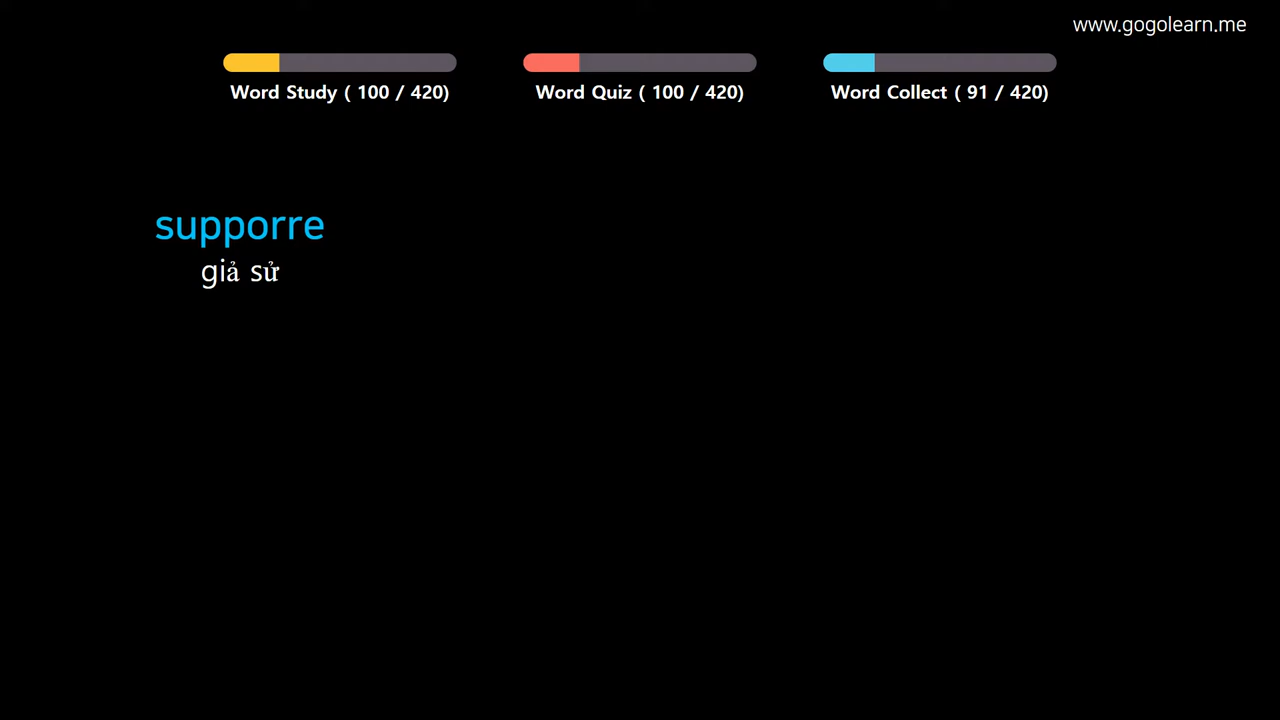 www.gogolearn.me
Word Study ( 100 / 420)
Word Quiz ( 100 / 420)
Word Collect ( 91 / 420)
supporre
giả sử